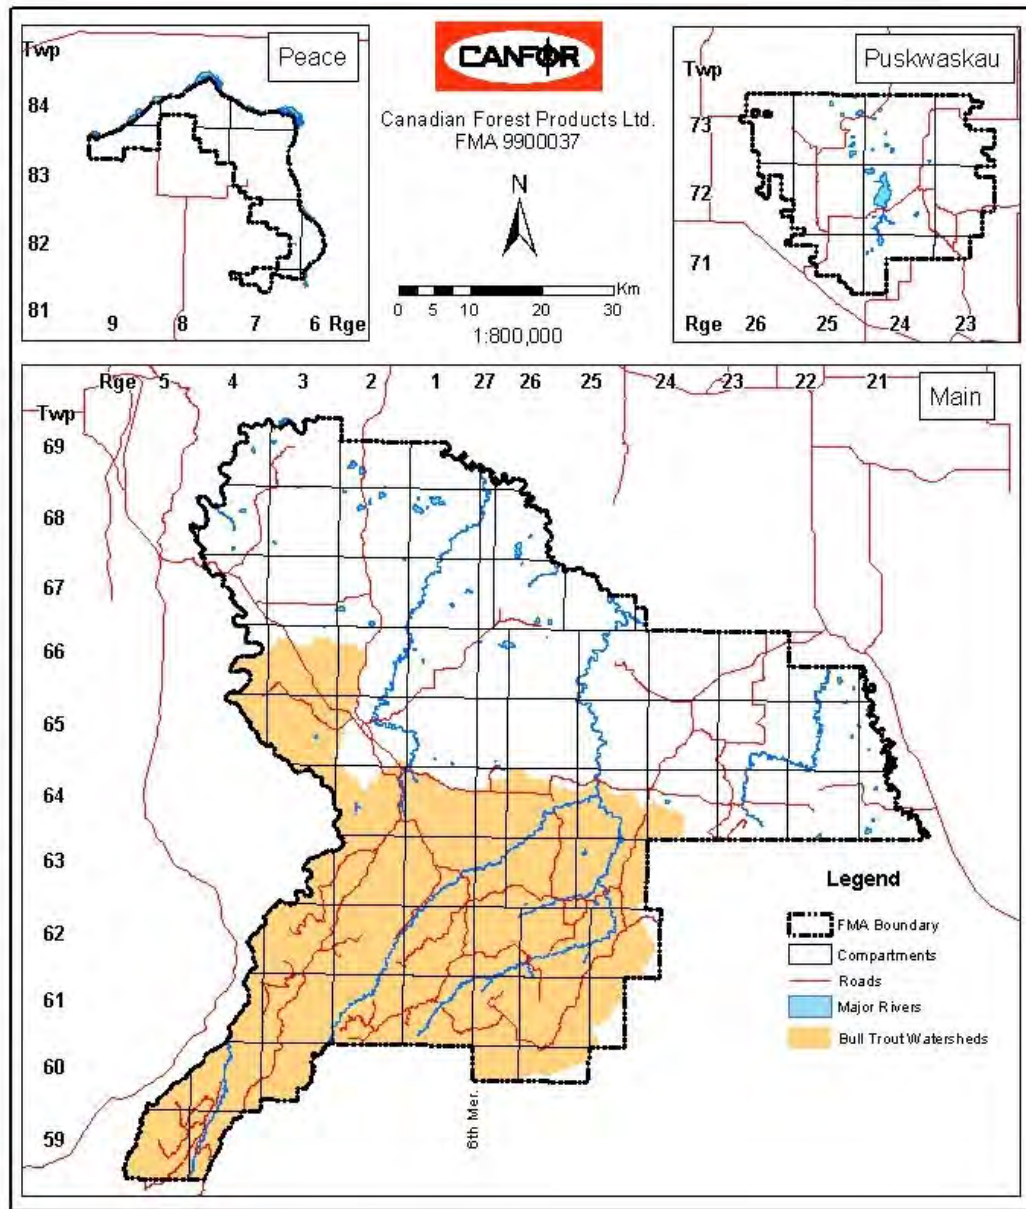 Twp
Peace
84
83
82
81
9 8 7 6 Rge
CANFOR
Canadian Forest Products Ltd.
FMA 9900037
N
0 5 10 20 30 Km
1:800,000
Twp
Puskwaskau
73
72
71
Rge 26 25 24 23
Rge 5 4 3 2 1 27 26 25 24 23 22 21
Main
Twp
69
68
67
66
65
64
63
62
61
60
59
6th Mer.
Legend
FMA Boundary
Compartments
Roads
Major Rivers
Bull Trout Watersheds